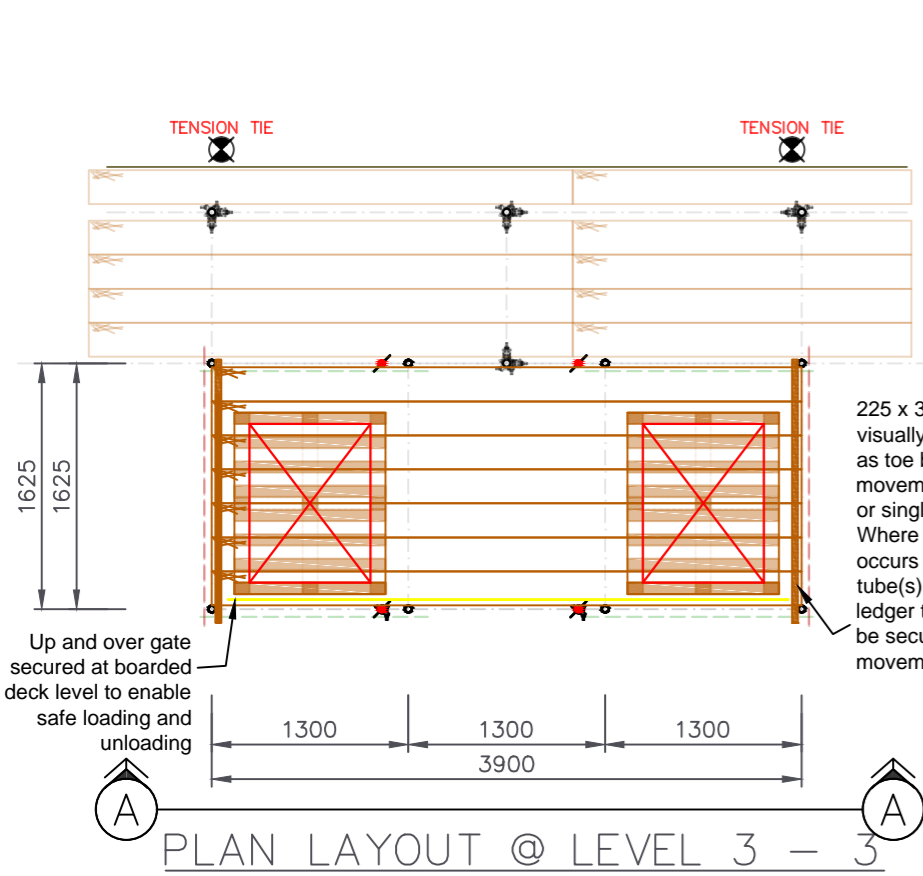 TENSION TIE
TENSION TIE
1625
1625
225 x 3
visually
as toe b
movem
or singl
Where
occurs
tube(s)
ledger t
be secu
movem
Up and over gate
secured at boarded
deck level to enable
safe loading and
unloading
1300
1300
1300
3900
A
A
PLAN LAYOUT @ LEVEL 3 – 3